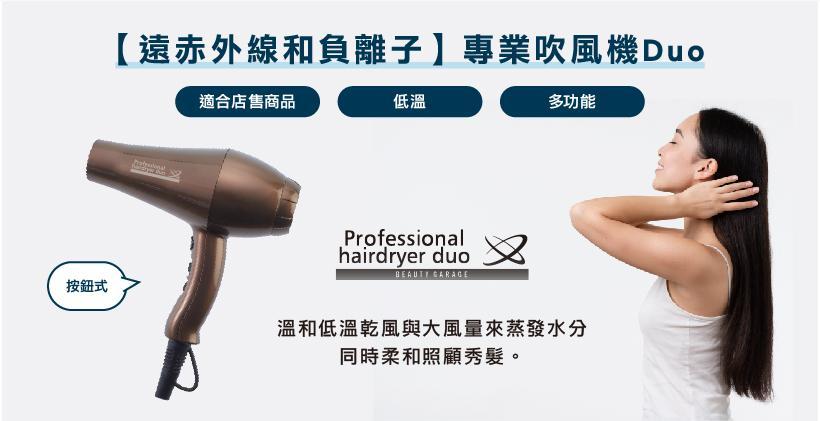 【遠赤外線和負離子】專業吹風機Duo
適合店售商品
低溫
多功能
Professional
hairdryer duo
按鈕式
Professional
hairdryer duo
BEAUTY GARAGE
溫和低溫乾風與大風量來蒸發水分
同時柔和照顧秀髮。